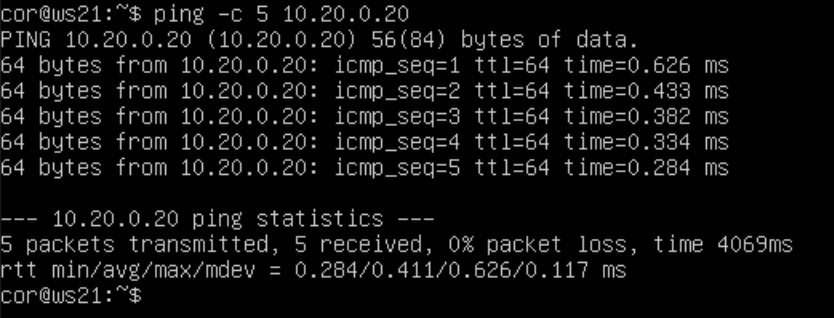 cor@ws21:~$ ping -c 5 10.20.0.20
PING 10.20.0.20 (10.20.0.20) 56(84) bytes of data.
64 bytes from 10.20.0.20: icmp_seq=1 ttl=64 time=0.626 ms
64 bytes from 10.20.0.20: icmp_seq=2 ttl=64 time=0.433 ms
64 bytes from 10.20.0.20: icmp_seq=3 ttl=64 time=0.382 ms
64 bytes from 10.20.0.20: icmp_seq=4 ttl=64 time=0.334 ms
64 bytes from 10.20.0.20: icmp_seq=5 ttl=64 time=0.284 ms

--- 10.20.0.20 ping statistics ---
5 packets transmitted, 5 received, 0% packet loss, time 4069ms
rtt min/avg/max/mdev = 0.284/0.411/0.626/0.117 ms
cor@ws21:~$